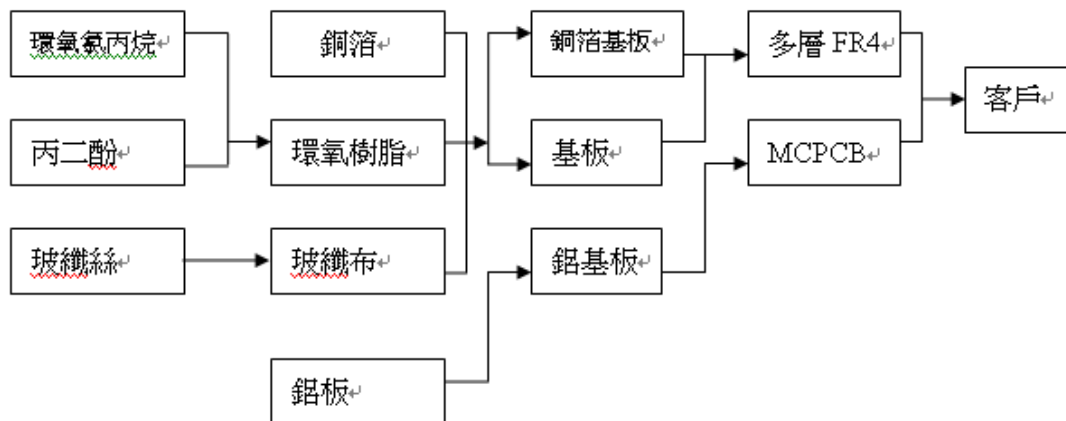 環氧氯丙烷
銅箔
銅箔基板
多層 FR4
客戶
丙二酚
環氧樹脂
基板
MCPCB
玻纖絲
玻纖布
鋁基板
鋁板